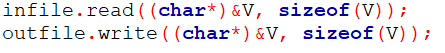 infile.read((char*)&V, sizeof(V));
outfile.write((char*)&V, sizeof(V));